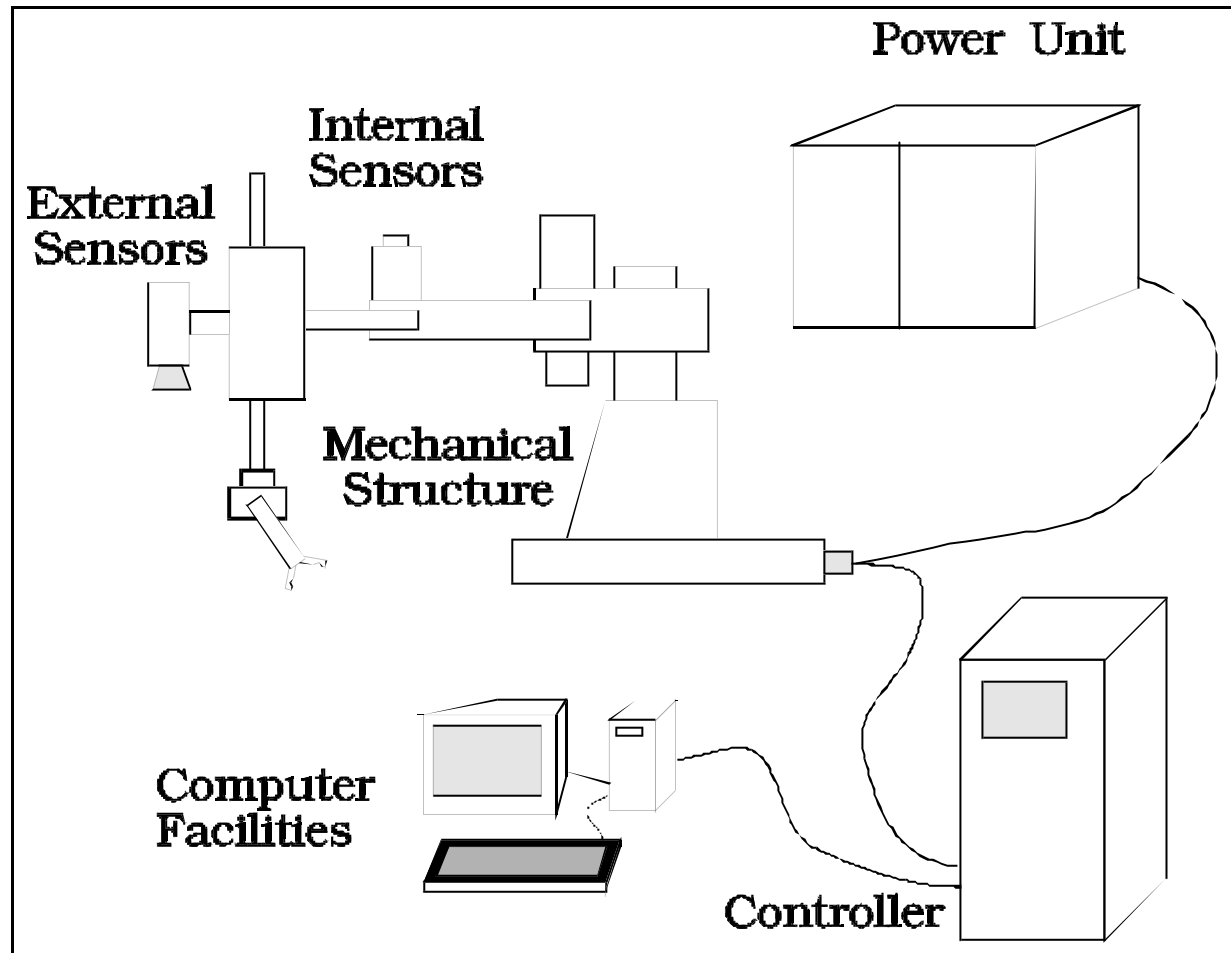 Power Unit
Internal
Sensors
External
Sensors
Mechanical
Structure
Computer
Facilities
Controller